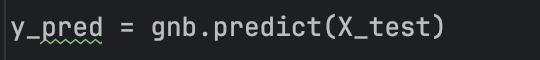 y_pred = gnb.predict(X_test)